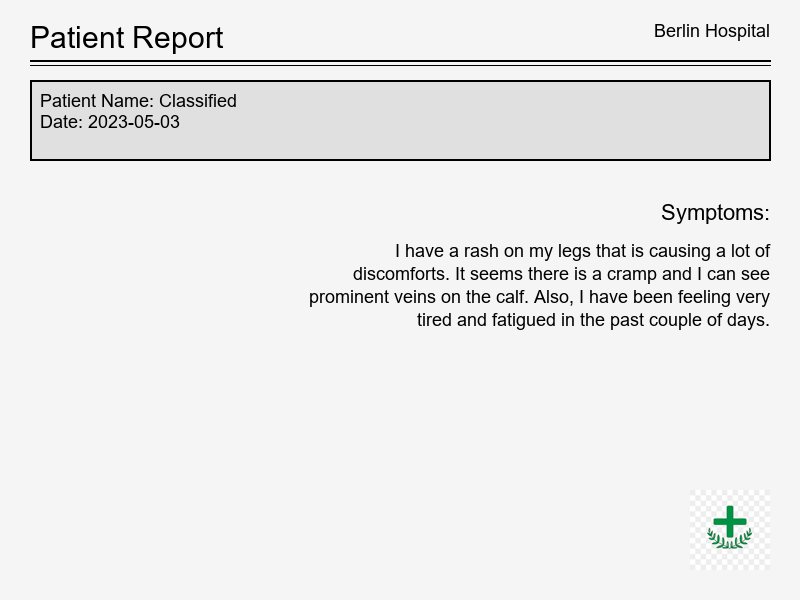 Patient Report
Berlin Hospital
Patient Name: Classified
Date: 2023-05-03
Symptoms:
I have a rash on my legs that is causing a lot of
discomforts. It seems there is a cramp and I can see
prominent veins on the calf. Also, I have been feeling very
tired and fatigued in the past couple of days.